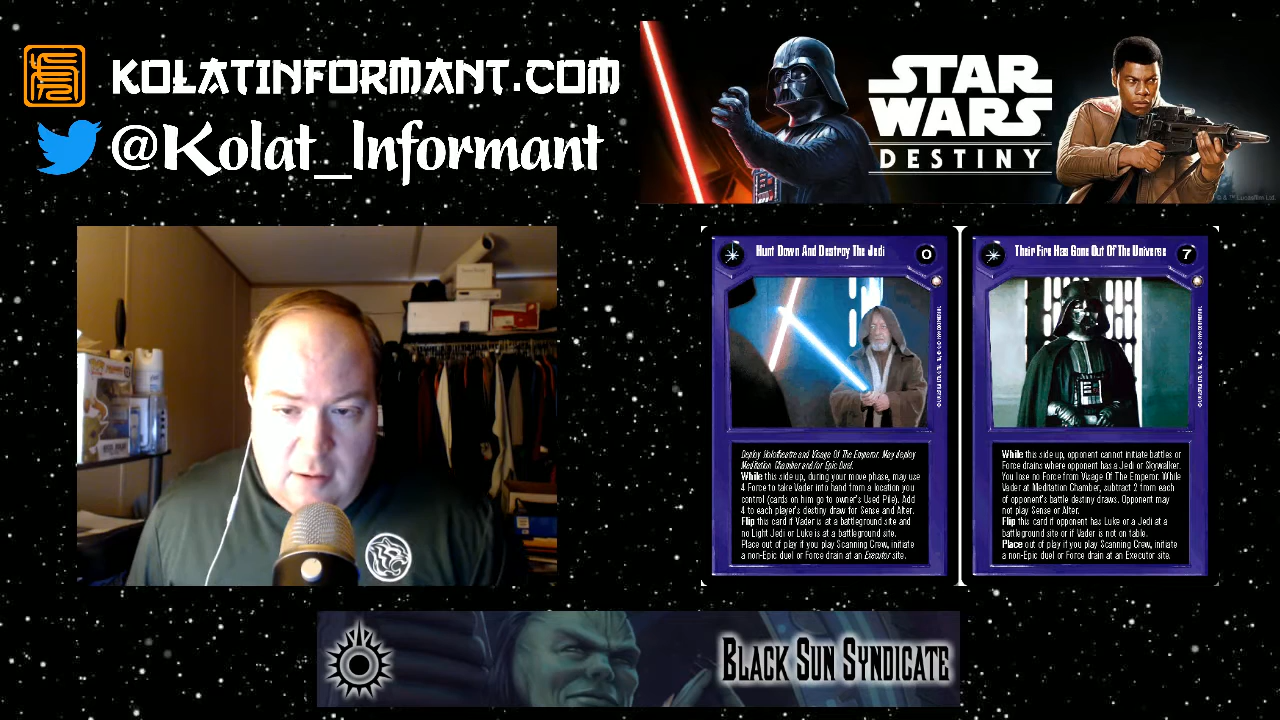 KOLATINFORMANT.COM
@Kolat_Informant
STAR
WARS
DESTINY
Hunt Down And Destroy The Jedi
0
Deploy Holotheatre and Visage Of The Emperor. May deploy
Meditation Chamber and/or Epic Duel.
While this side up, during your move phase, may use
4 Force to take Vader into hand from a location you
control (cards on him go to owner's Used Pile). Add
4 to each player's destiny draw for Sense and Alter.
Flip this card if Vader is at a battleground site and
no Light Jedi or Luke is at a battleground site.
Place out of play if you play Scanning Crew, initiate
a non-Epic duel or Force drain at an Executor site.
Their Fire Has Gone Out Of The Universe
7
While this side up, opponent cannot initiate battles or
Force drains where opponent has a Jedi or Skywalker.
You lose no Force from Visage Of The Emperor. While
Vader at Meditation Chamber, subtract 2 from each
of opponent's battle destiny draws. Opponent may
not play Sense or Alter.
Flip this card if opponent has Luke or a Jedi at a
battleground site or if Vader is not on table.
Place out of play if you play Scanning Crew, initiate
a non-Epic duel or Force drain at an Executor site.
BLACK SUN SYNDICATE